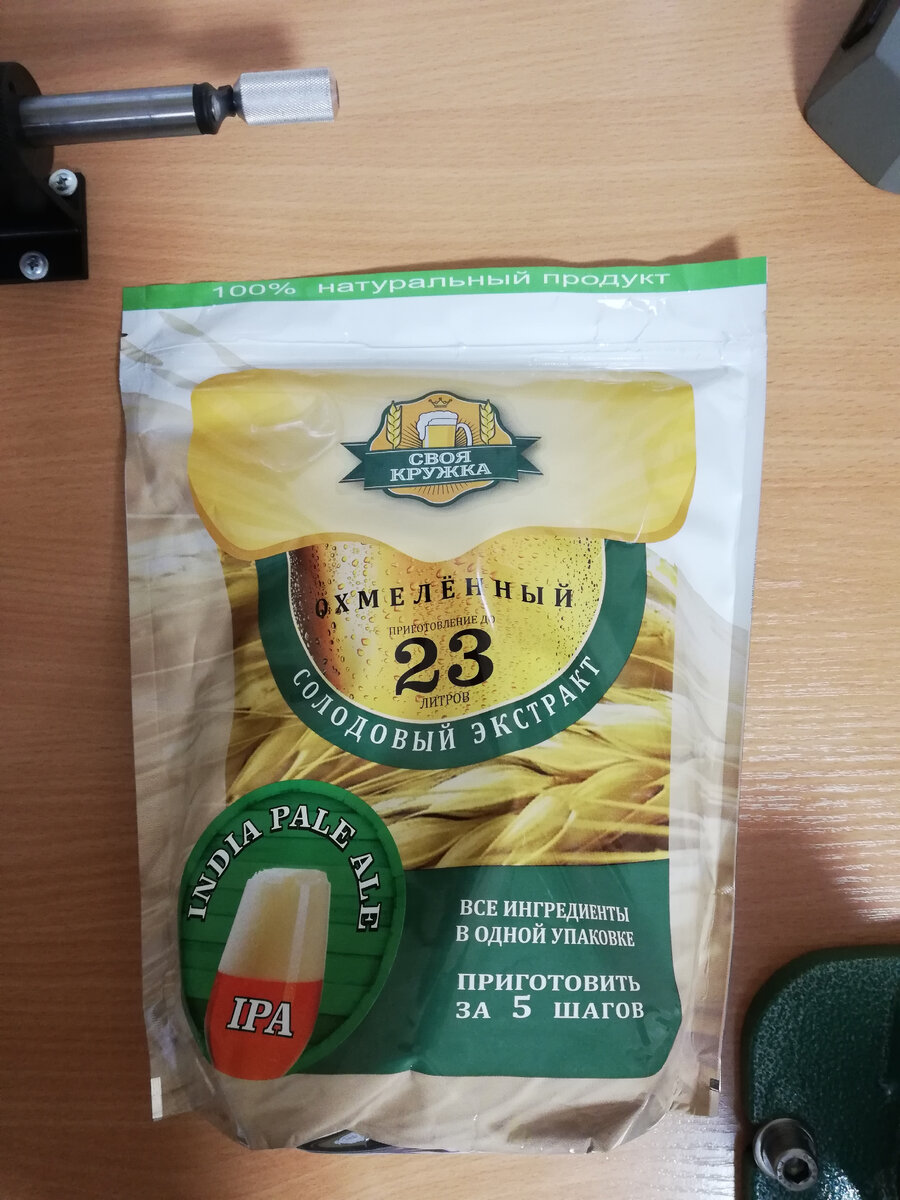 100% натуральный продукт
СВОЯ
КРУЖКА
ОХМЕЛЁННЫЙ
ПРИГОТОВЛЕНИЕ ДО
23
ЛИТРОВ
СОЛОДОВЫЙ ЭКСТРАКТ
INDIA PALE ALE
IPA
ВСЕ ИНГРЕДИЕНТЫ
В ОДНОЙ УПАКОВКЕ
ПРИГОТОВИТЬ
ЗА 5 ШАГОВ